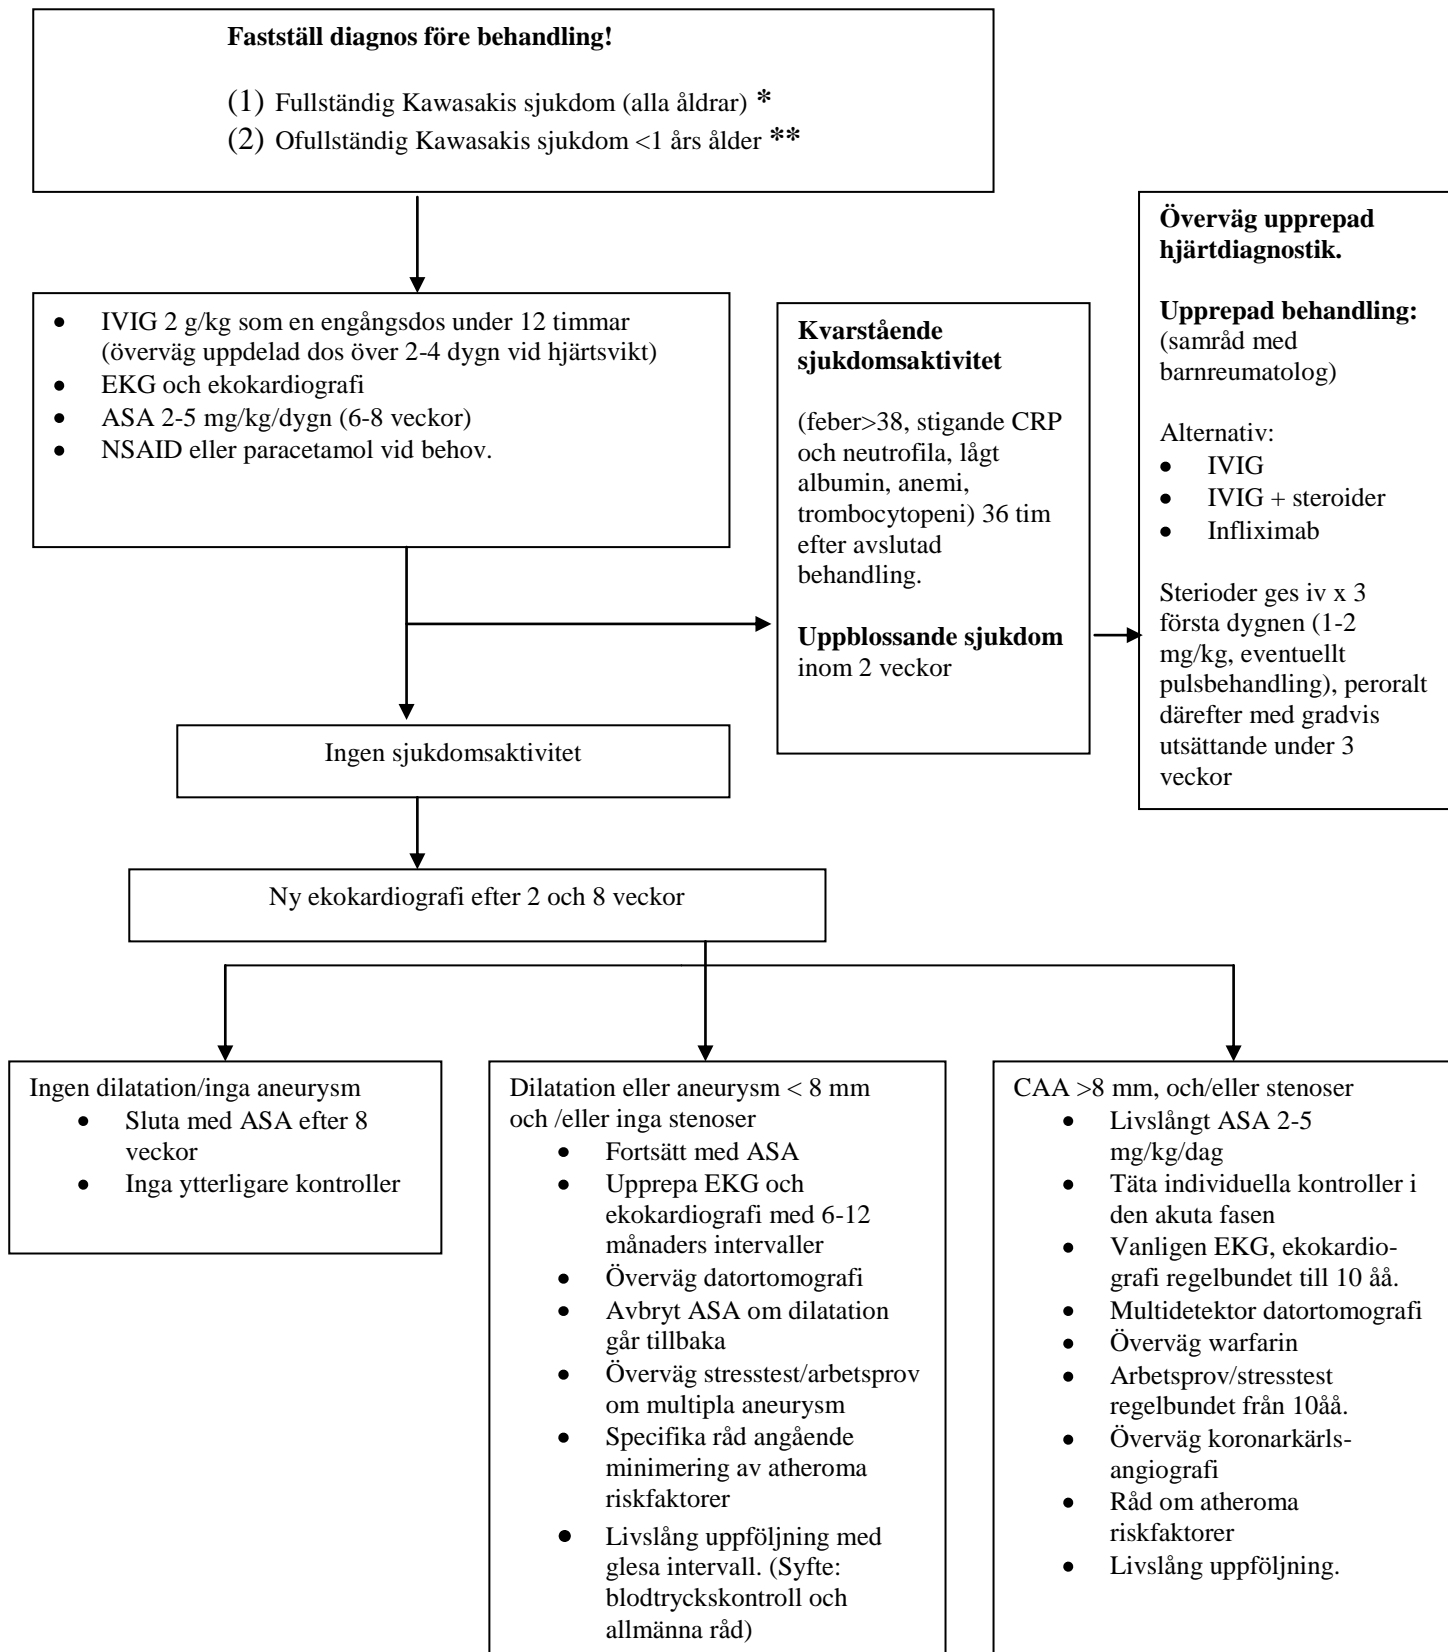 Fastställ diagnos före behandling!
(1) Fullständig Kawasakis sjukdom (alla åldrar) *
(2) Ofullständig Kawasakis sjukdom <1 års ålder **
• IVIG 2 g/kg som en engångsdos under 12 timmar
(överväg uppdelad dos över 2-4 dygn vid hjärtsvikt)
• EKG och ekokardiografi
• ASA 2-5 mg/kg/dygn (6-8 veckor)
• NSAID eller paracetamol vid behov.
Kvarstående
sjukdomsaktivitet
(feber>38, stigande CRP
och neutrofila, lågt
albumin, anemi,
trombocytopeni) 36 tim
efter avslutad
behandling.
Uppblossande sjukdom
inom 2 veckor
Överväg upprepad
hjärtdiagnostik.
Upprepad behandling:
(samråd med
barnreumatolog)
Alternativ:
• IVIG
• IVIG + steroider
• Infliximab
Sterioder ges iv x 3
första dygnen (1-2
mg/kg, eventuellt
pulsbehandling), peroralt
därefter med gradvis
utsättande under 3
veckor
Ingen sjukdomsaktivitet
Ny ekokardiografi efter 2 och 8 veckor
Ingen dilatation/inga aneurysm
• Sluta med ASA efter 8
veckor
• Inga ytterligare kontroller
Dilatation eller aneurysm < 8 mm
och /eller inga stenoser
• Fortsätt med ASA
• Upprepa EKG och
ekokardiografi med 6-12
månaders intervaller
• Överväg datortomografi
• Avbryt ASA om dilatation
går tillbaka
• Överväg stresstest/arbetsprov
om multipla aneurysm
• Specifika råd angående
minimering av atheroma
riskfaktorer
• Livslång uppföljning med
glesa intervall. (Syfte:
blodtryckskontroll och
allmänna råd)
CAA >8 mm, och/eller stenoser
• Livslångt ASA 2-5
mg/kg/dag
• Täta individuella kontroller i
den akuta fasen
• Vanligen EKG, ekokardio-
grafi regelbundet till 10 åå.
• Multidetektor datortomografi
• Överväg warfarin
• Arbetsprov/stresstest
regelbundet från 10åå.
• Överväg koronarkärls-
angiografi
• Råd om atheroma
riskfaktorer
• Livslång uppföljning.